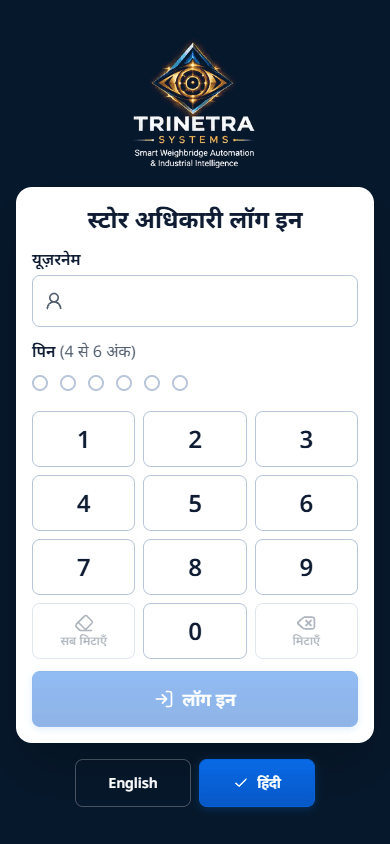 TRINETRA
SYSTEMS
Smart Weighbridge Automation
& Industrial Intelligence
स्टोर अधिकारी लॉग इन
यूज़रनेम
पिन (4 से 6 अंक)
1 2 3
4 5 6
7 8 9
सब मिटाएँ 0 मिटाएँ
लॉग इन
English हिंदी